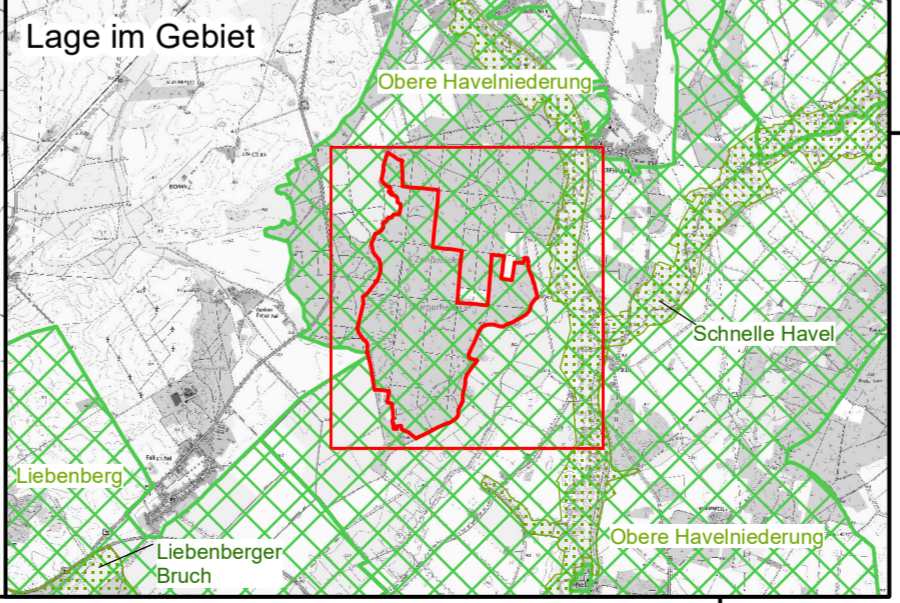 Lage im Gebiet
Obere Havelniederung
Schnelle Havel
Liebenberg
Liebenberger
Bruch
Obere Havelniederung